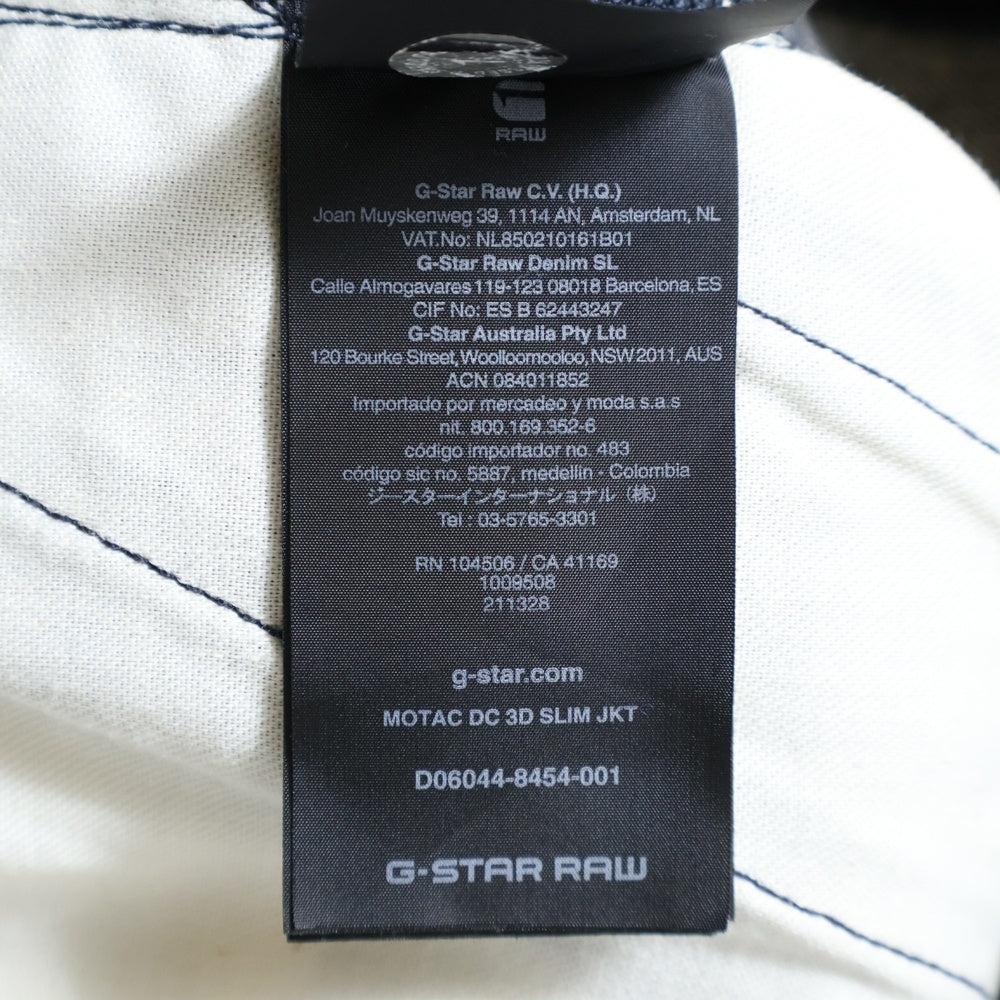 RAW
G-Star Raw C.V. (H.Q.)
Joan Muyskenweg 39, 1114 AN, Amsterdam, NL
VAT.No: NL850210161B01
G-Star Raw Denim SL
Calle Almogavares 119-123 08018 Barcelona, ES
CIF No: ES B 62443247
G-Star Australia Pty Ltd
120 Bourke Street, Woolloomooloo, NSW 2011, AUS
ACN 084011852
Importado por mercadeo y moda s.a.s
nit. 800.169.352-6
código importador no. 483
código sic no. 5887, medellin - Colombia
ジースターインターナショナル（株）
Tel : 03-5765-3301
RN 104506 / CA 41169
1009508
211328
g-star.com
MOTAC DC 3D SLIM JKT
D06044-8454-001
G-STAR RAW